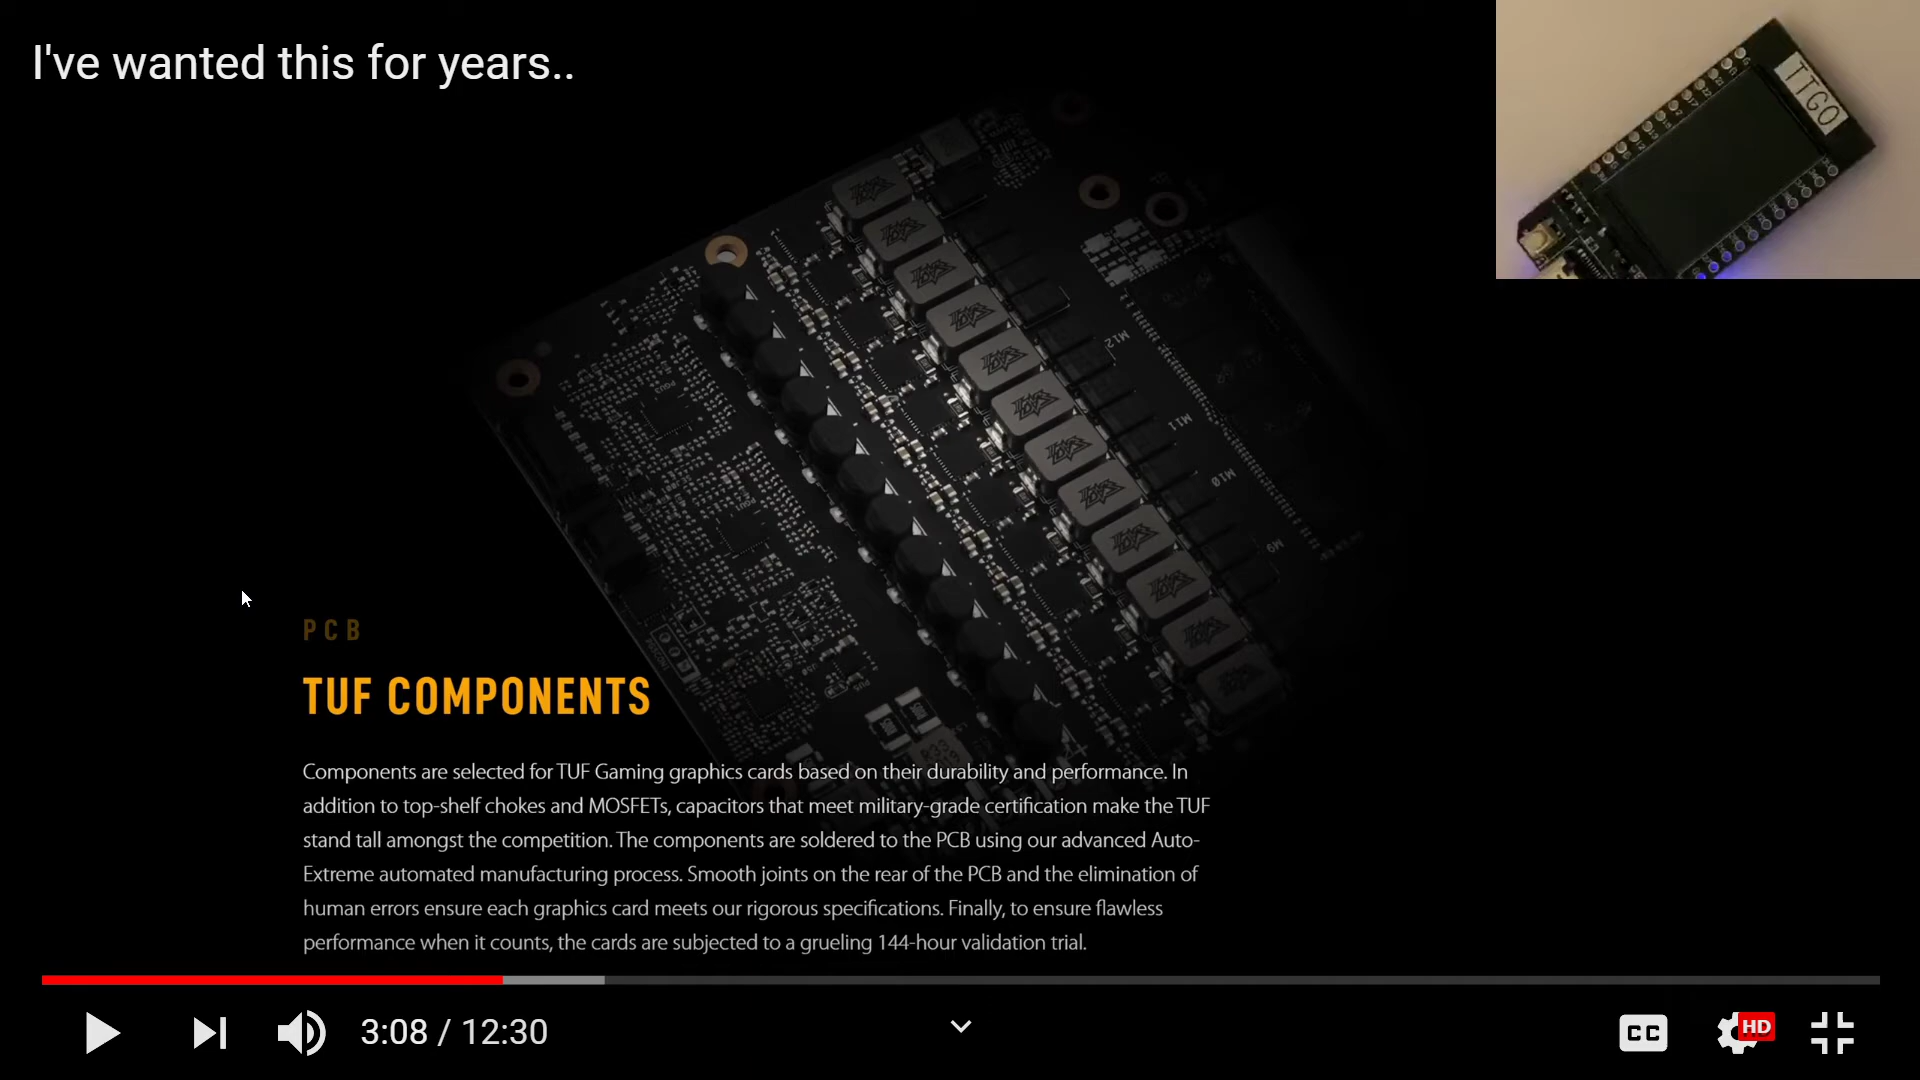 I've wanted this for years..
TTGO
M12
M11
M10
M9
PCB
TUF COMPONENTS
Components are selected for TUF Gaming graphics cards based on their durability and performance. In
addition to top-shelf chokes and MOSFETs, capacitors that meet military-grade certification make the TUF
stand tall amongst the competition. The components are soldered to the PCB using our advanced Auto-
Extreme automated manufacturing process. Smooth joints on the rear of the PCB and the elimination of
human errors ensure each graphics card meets our rigorous specifications. Finally, to ensure flawless
performance when it counts, the cards are subjected to a grueling 144-hour validation trial.
3:08 / 12:30
CC
HD